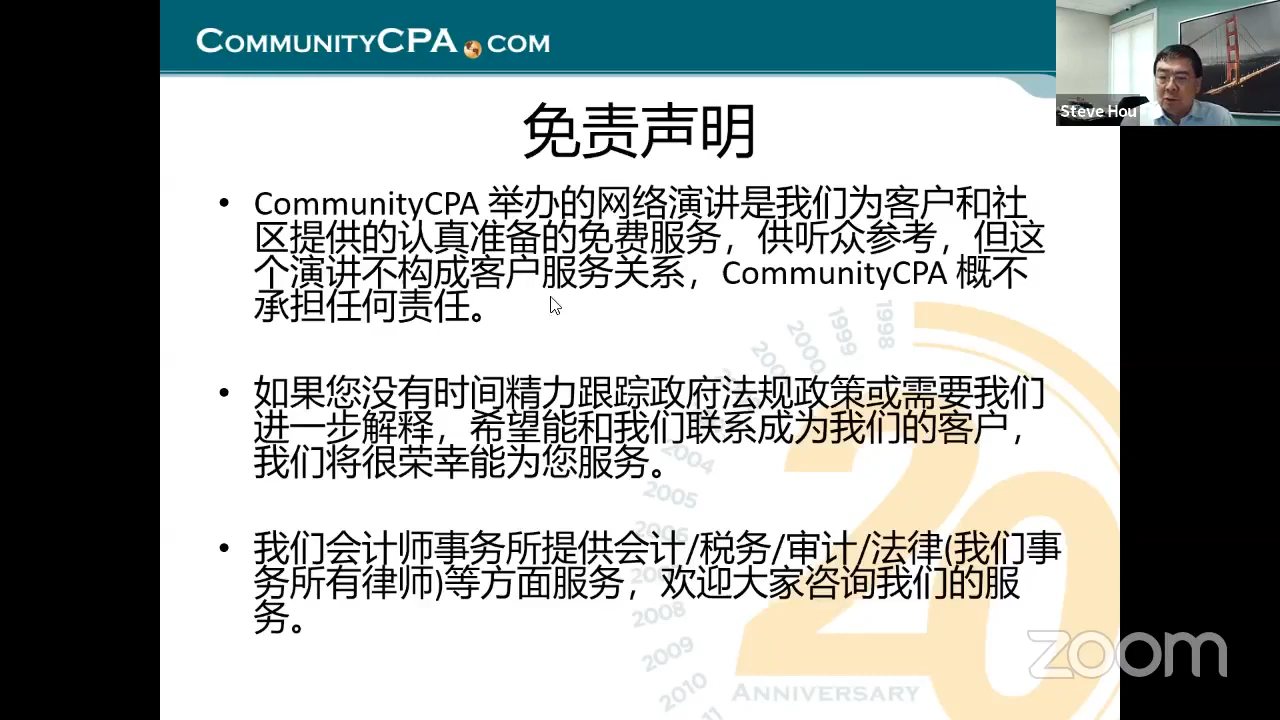 COMMUNITYCPA.COM
Steve Hou
免责声明
• CommunityCPA 举办的网络演讲是我们为客户和社
区提供的认真准备的免费服务，供听众参考，但这
个演讲不构成客户服务关系，CommunityCPA 概不
承担任何责任。
• 如果您没有时间精力跟踪政府法规政策或需要我们
进一步解释，希望能和我们联系成为我们的客户，
我们将很荣幸能为您服务。
• 我们会计师事务所提供会计/税务/审计/法律(我们事
务所有律师)等方面服务，欢迎大家咨询我们的服
务。
1998
1999
2000
2004
2005
2006
2008
2009
2010
20
ANNIVERSARY
zoom